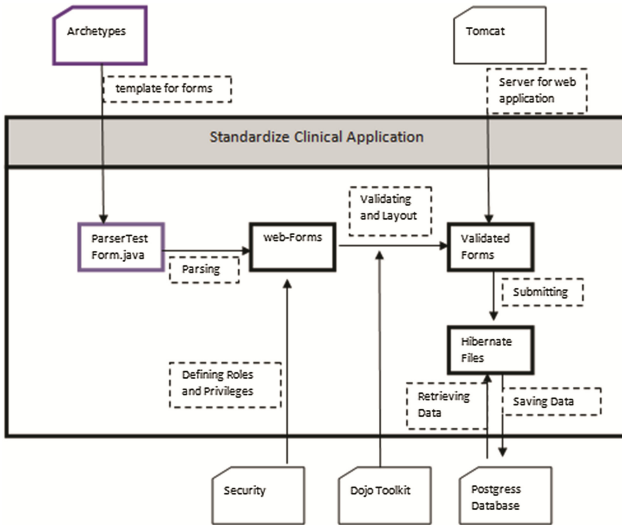 Archetypes
Tomcat
template for forms
Server for web
application
Standardize Clinical Application
Validating
and Layout
ParserTest
Form.java
web-Forms
Validated
Forms
Parsing
Submitting
Hibernate
Files
Defining Roles
and Privileges
Retrieving
Data
Saving Data
Security
Dojo Toolkit
Postgress
Database